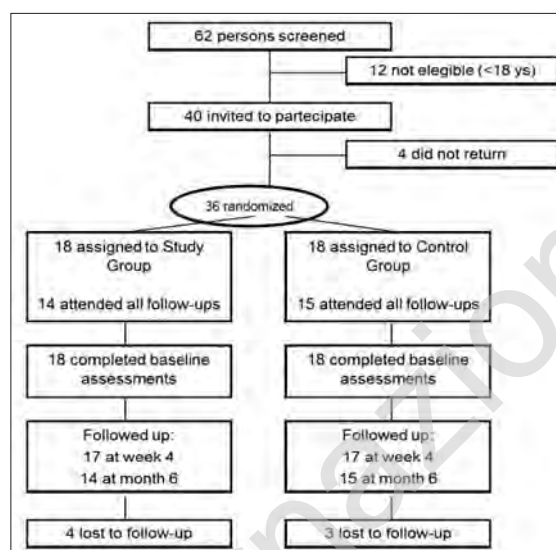 62 persons screened
12 not elegible (<18 ys)
40 invited to partecipate
4 did not return
36 randomized
18 assigned to Study
Group
14 attended all follow-ups
18 assigned to Control
Group
15 attended all follow-ups
18 completed baseline
assessments
18 completed baseline
assessments
Followed up:
17 at week 4
14 at month 6
Followed up:
17 at week 4
15 at month 6
4 lost to follow-up
3 lost to follow-up